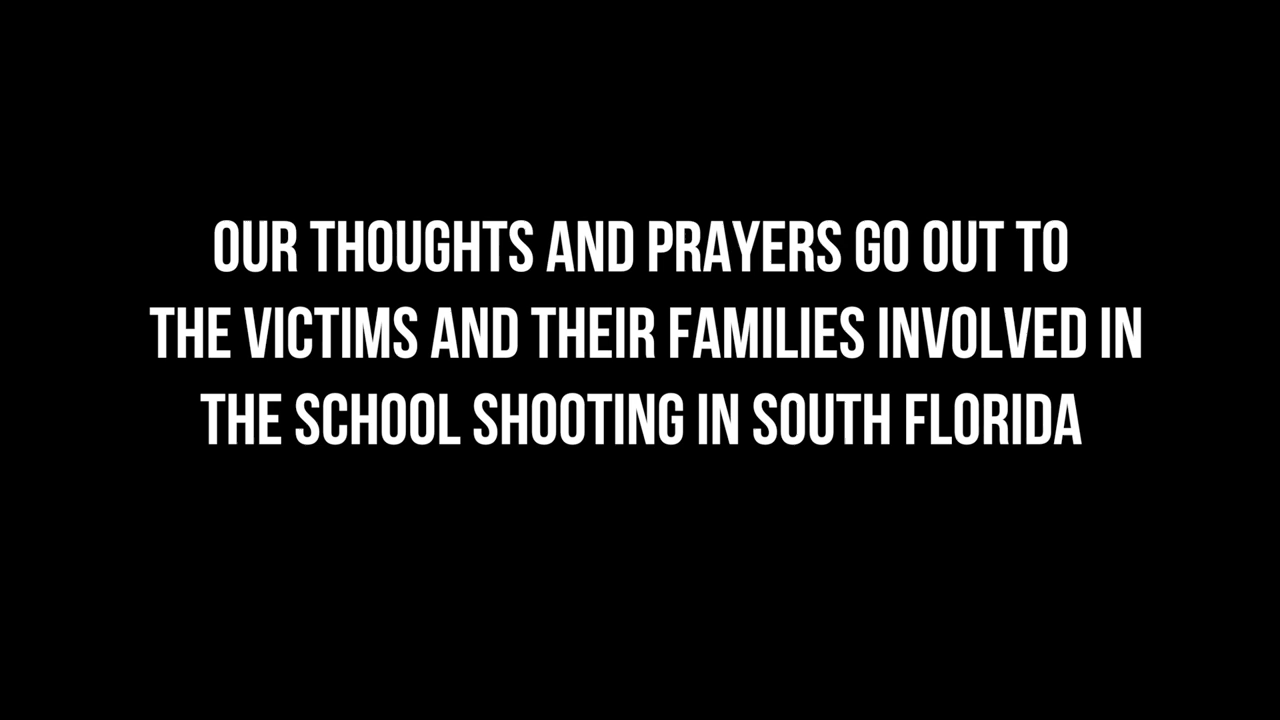 OUR THOUGHTS AND PRAYERS GO OUT TO
THE VICTIMS AND THEIR FAMILIES INVOLVED IN
THE SCHOOL SHOOTING IN SOUTH FLORIDA